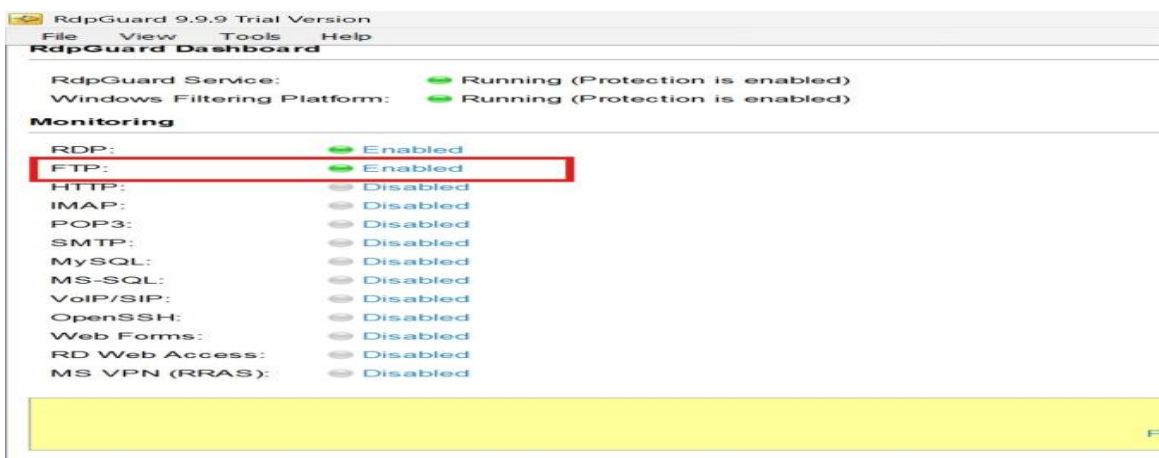 RdpGuard 9.9.9 Trial Version
File View Tools Help
RdpGuard Dashboard
RdpGuard Service: Running (Protection is enabled)
Windows Filtering Platform: Running (Protection is enabled)
Monitoring
RDP: Enabled
FTP: Enabled
HTTP: Disabled
IMAP: Disabled
POP3: Disabled
SMTP: Disabled
MySQL: Disabled
MS-SQL: Disabled
VoIP/SIP: Disabled
OpenSSH: Disabled
Web Forms: Disabled
RD Web Access: Disabled
MS VPN (RRAS): Disabled